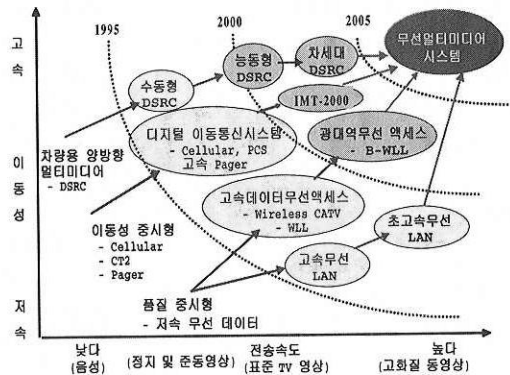 고
속
이
동
성
저
속
1995
2000
2005
수동형
DSRC
능동형
DSRC
차세대
DSRC
무선멀티미디어
시스템
IMT-2000
디지털 이동통신시스템
- Cellular, PCS
고속 Pager
광대역무선 액세스
- B-WLL
차량용 양방향
멀티미디어
- DSRC
고속데이터무선액세스
- Wireless CATV
- WLL
초고속무선
LAN
이동성 중시형
- Cellular
- CT2
- Pager
고속무선
LAN
품질 중시형
- 저속 무선 데이터
낮다
(음성)
(정지 및 준동영상)
전송속도
(표준 TV 영상)
높다
(고화질 동영상)